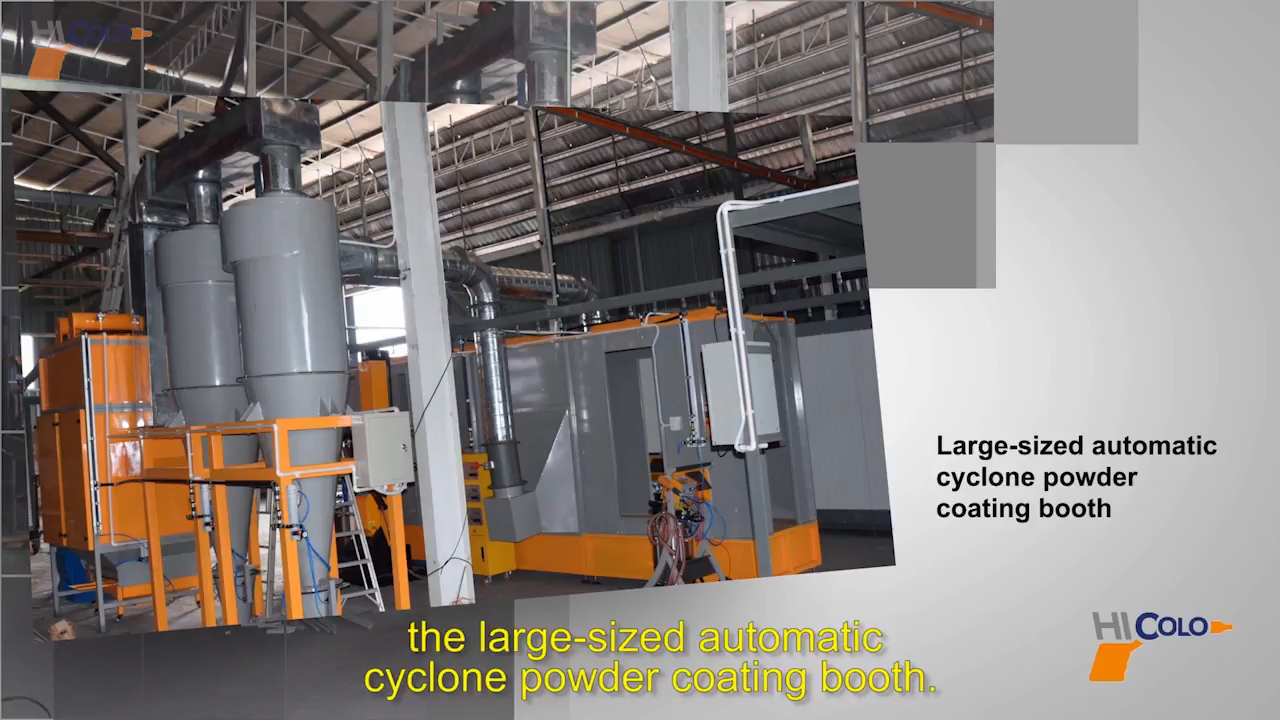 HICOLO
Large-sized automatic
cyclone powder
coating booth
HICOLO
the large-sized automatic
cyclone powder coating booth.